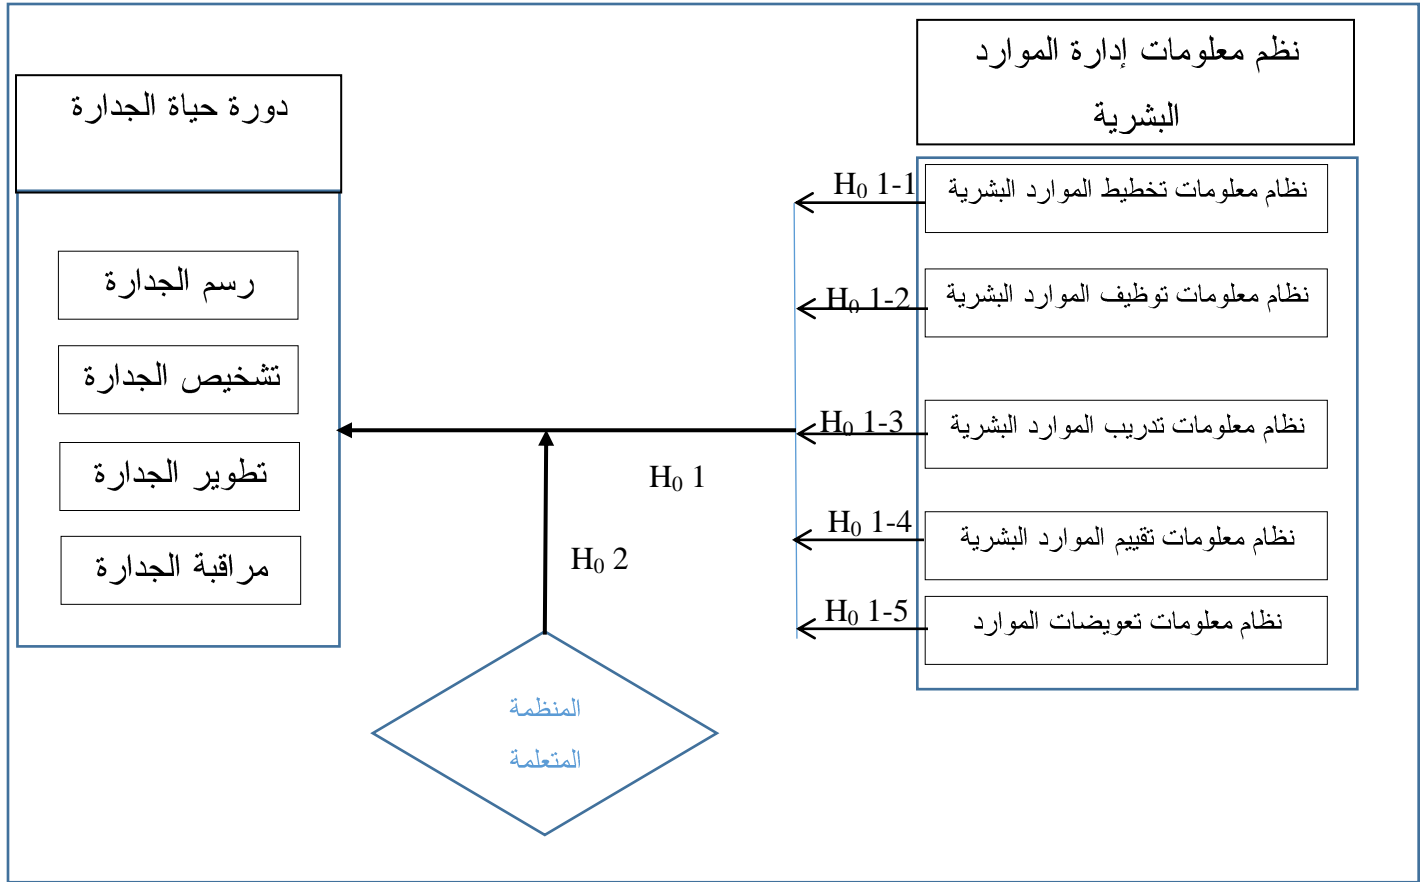 نظم معلومات إدارة الموارد
البشرية
دورة حياة الجدارة
نظام معلومات تخطيط الموارد البشرية
H₀ 1-1
نظام معلومات توظيف الموارد البشرية
H₀ 1-2
نظام معلومات تدريب الموارد البشرية
H₀ 1-3
نظام معلومات تقييم الموارد البشرية
H₀ 1-4
نظام معلومات تعويضات الموارد
H₀ 1-5
H₀ 1
H₀ 2
رسم الجدارة
تشخيص الجدارة
تطوير الجدارة
مراقبة الجدارة
المنظمة
المتعلمة